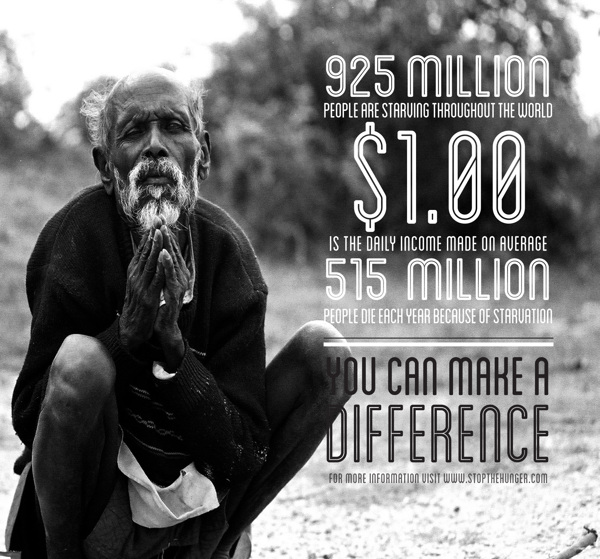 925 MILLION
PEOPLE ARE STARVING THROUGHOUT THE WORLD
$1.00
IS THE DAILY INCOME MADE ON AVERAGE
515 MILLION
PEOPLE DIE EACH YEAR BECAUSE OF STARVATION
YOU CAN MAKE A
DIFFERENCE
FOR MORE INFORMATION VISIT WWW.STOPTHEHUNGER.COM